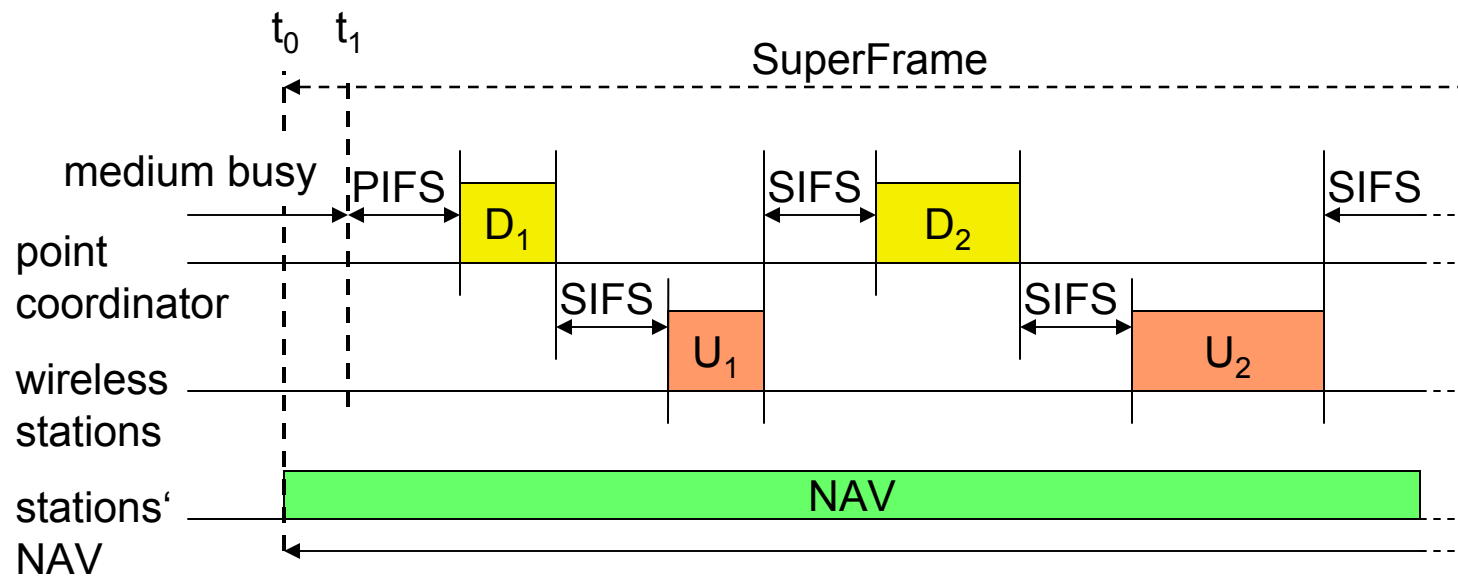 t₀ t₁
SuperFrame
medium busy
PIFS
D₁
SIFS
D₂
SIFS
point
coordinator
SIFS
U₁
SIFS
U₂
wireless
stations
stations‘
NAV
NAV